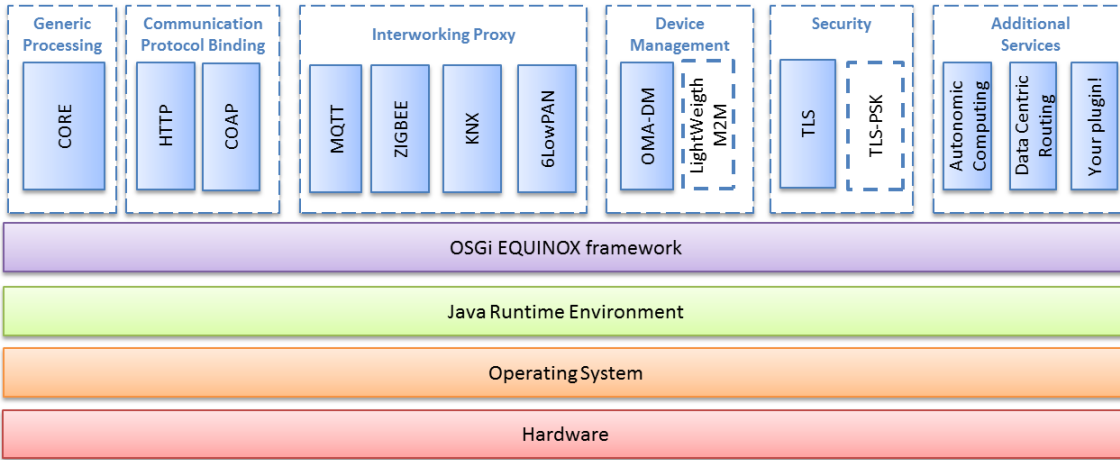 Generic
Processing
Communication
Protocol Binding
Interworking Proxy
Device
Management
Security
Additional
Services
CORE
HTTP
COAP
MQTT
ZIGBEE
KNX
6LowPAN
OMA-DM
LightWeigth
M2M
TLS
TLS-PSK
Autonomic
Computing
Data Centric
Routing
Your plugin!
OSGi EQUINOX framework
Java Runtime Environment
Operating System
Hardware